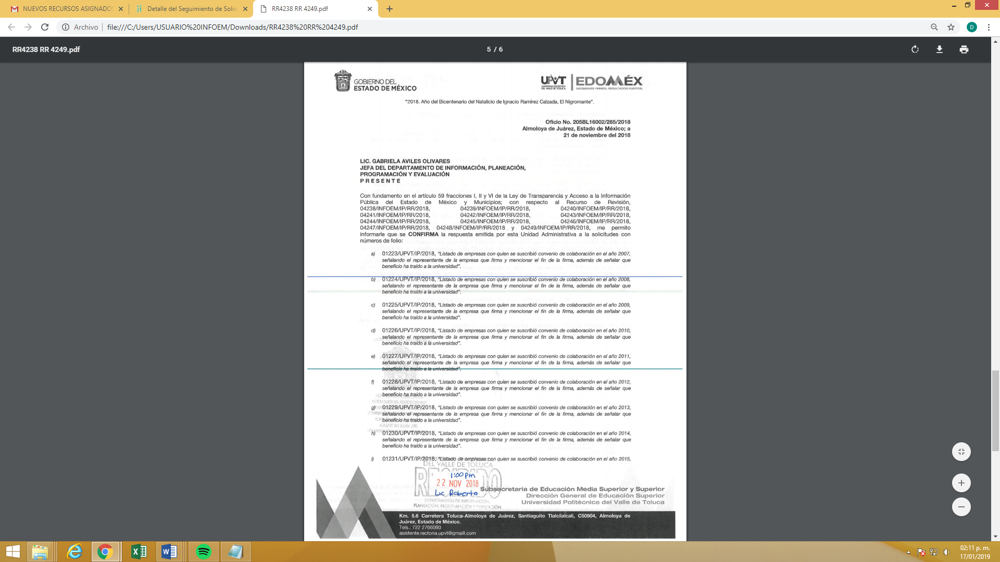 NUEVOS RECURSOS ASIGNADOS
Detalle del Seguimiento de Solic
RR4238 RR 4249.pdf
Archivo
file:///C:/Users/USUARIO%20INFOEM/Downloads/RR4238%20RR%204249.pdf
D
RR4238 RR 4249.pdf
5 / 6
GOBIERNO DEL
ESTADO DE MÉXICO
UPVT
UNIVERSIDAD POLITÉCNICA
DEL VALLE DE TOLUCA
EDOMÉX
DECISIONES FIRMES, RESULTADOS FUERTES.
"2018. Año del Bicentenario del Natalicio de Ignacio Ramírez Calzada, El Nigromante".
Oficio No. 205BL16002/285/2018
Almoloya de Juárez, Estado de México; a
21 de noviembre del 2018
LIC. GABRIELA AVILES OLIVARES
JEFA DEL DEPARTAMENTO DE INFORMACIÓN, PLANEACIÓN,
PROGRAMACIÓN Y EVALUACIÓN
P R E S E N T E
Con fundamento en el artículo 59 fracciones I, II y VI de la Ley de Transparencia y Acceso a la Información
Pública del Estado de México y Municipios; con respecto al Recurso de Revisión,
04238/INFOEM/IP/RR/2018, 04239/INFOEM/IP/RR/2018, 04240/INFOEM/IP/RR/2018,
04241/INFOEM/IP/RR/2018, 04242/INFOEM/IP/RR/2018, 04243/INFOEM/IP/RR/2018,
04244/INFOEM/IP/RR/2018, 04245/INFOEM/IP/RR/2018, 04246/INFOEM/IP/RR/2018,
04247/INFOEM/IP/RR/2018, 04248/INFOEM/IP/RR/2018 y 04249/INFOEM/IP/RR/2018, me permito
informarle que se CONFIRMA la respuesta emitida por esta Unidad Administrativa a la solicitudes con
números de folio:
a) 01223/UPVT/IP/2018, "Listado de empresas con quien se suscribió convenio de colaboración en el año 2007,
señalando el representante de la empresa que firma y mencionar el fin de la firma, además de señalar que
beneficio ha traído a la universidad".
b) 01224/UPVT/IP/2018, "Listado de empresas con quien se suscribió convenio de colaboración en el año 2008,
señalando el representante de la empresa que firma y mencionar el fin de la firma, además de señalar que
beneficio ha traído a la universidad".
c) 01225/UPVT/IP/2018, "Listado de empresas con quien se suscribió convenio de colaboración en el año 2009,
señalando el representante de la empresa que firma y mencionar el fin de la firma, además de señalar que
beneficio ha traído a la universidad".
d) 01226/UPVT/IP/2018, "Listado de empresas con quien se suscribió convenio de colaboración en el año 2010,
señalando el representante de la empresa que firma y mencionar el fin de la firma, además de señalar que
beneficio ha traído a la universidad".
e) 01227/UPVT/IP/2018, "Listado de empresas con quien se suscribió convenio de colaboración en el año 2011,
señalando el representante de la empresa que firma y mencionar el fin de la firma, además de señalar que
beneficio ha traído a la universidad".
f) 01228/UPVT/IP/2018, "Listado de empresas con quien se suscribió convenio de colaboración en el año 2012,
señalando el representante de la empresa que firma y mencionar el fin de la firma, además de señalar que
beneficio ha traído a la universidad".
g) 01229/UPVT/IP/2018, "Listado de empresas con quien se suscribió convenio de colaboración en el año 2013,
señalando el representante de la empresa que firma y mencionar el fin de la firma, además de señalar que
beneficio ha traído a la universidad".
h) 01230/UPVT/IP/2018, "Listado de empresas con quien se suscribió convenio de colaboración en el año 2014,
señalando el representante de la empresa que firma y mencionar el fin de la firma, además de señalar que
beneficio ha traído a la universidad".
i) 01231/UPVT/IP/2018, "Listado de empresas con quien se suscribió convenio de colaboración en el año 2015,
DEL VALLE DE TOLUCA
RECIBIDO
1:00pm
22 NOV 2018
Lic Roberto
DEPARTAMENTO DE INFORMACIÓN,
PLANEACIÓN, PROGRAMACIÓN Y EVALUACIÓN
Subsecretaría de Educación Media Superior y Superior
Dirección General de Educación Superior
Universidad Politécnica del Valle de Toluca
Km. 5.6 Carretera Toluca-Almoloya de Juárez, Santiaguito Tlalcilalcali, C50904, Almoloya de
Juárez, Estado de México.
Tels.: 722 2766060
asistente.rectoria.upvt@gmaill.com
02:11 p. m.
17/01/2019